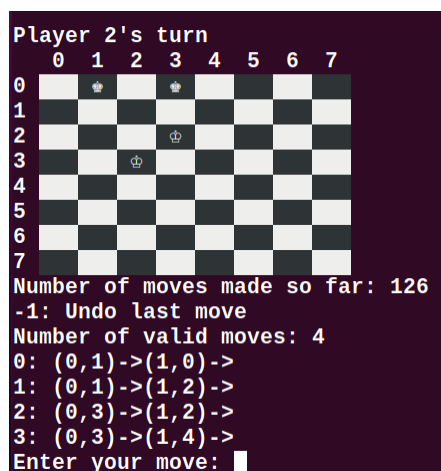 Player 2's turn
0 1 2 3 4 5 6 7
0 ♚ ♚
1
2 ♔
3 ♔
4
5
6
7
Number of moves made so far: 126
-1: Undo last move
Number of valid moves: 4
0: (0,1)->(1,0)->
1: (0,1)->(1,2)->
2: (0,3)->(1,2)->
3: (0,3)->(1,4)->
Enter your move: